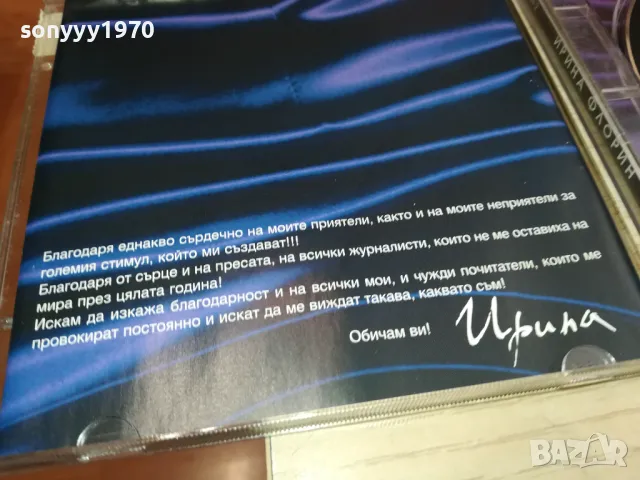 sonyyy1970
ИРИНА ФЛОРИН
Благодаря еднакво сърдечно на моите приятели, както и на моите неприятели за
големия стимул, който ми създават!!!
Благодаря от сърце и на пресата, на всички журналисти, които не ме оставиха на
мира през цялата година!
Искам да изкажа благодарност и на всички мои, и чужди почитатели, които ме
провокират постоянно и искат да ме виждат такава, каквато съм!
Обичам ви!
Ирина
BAZAR